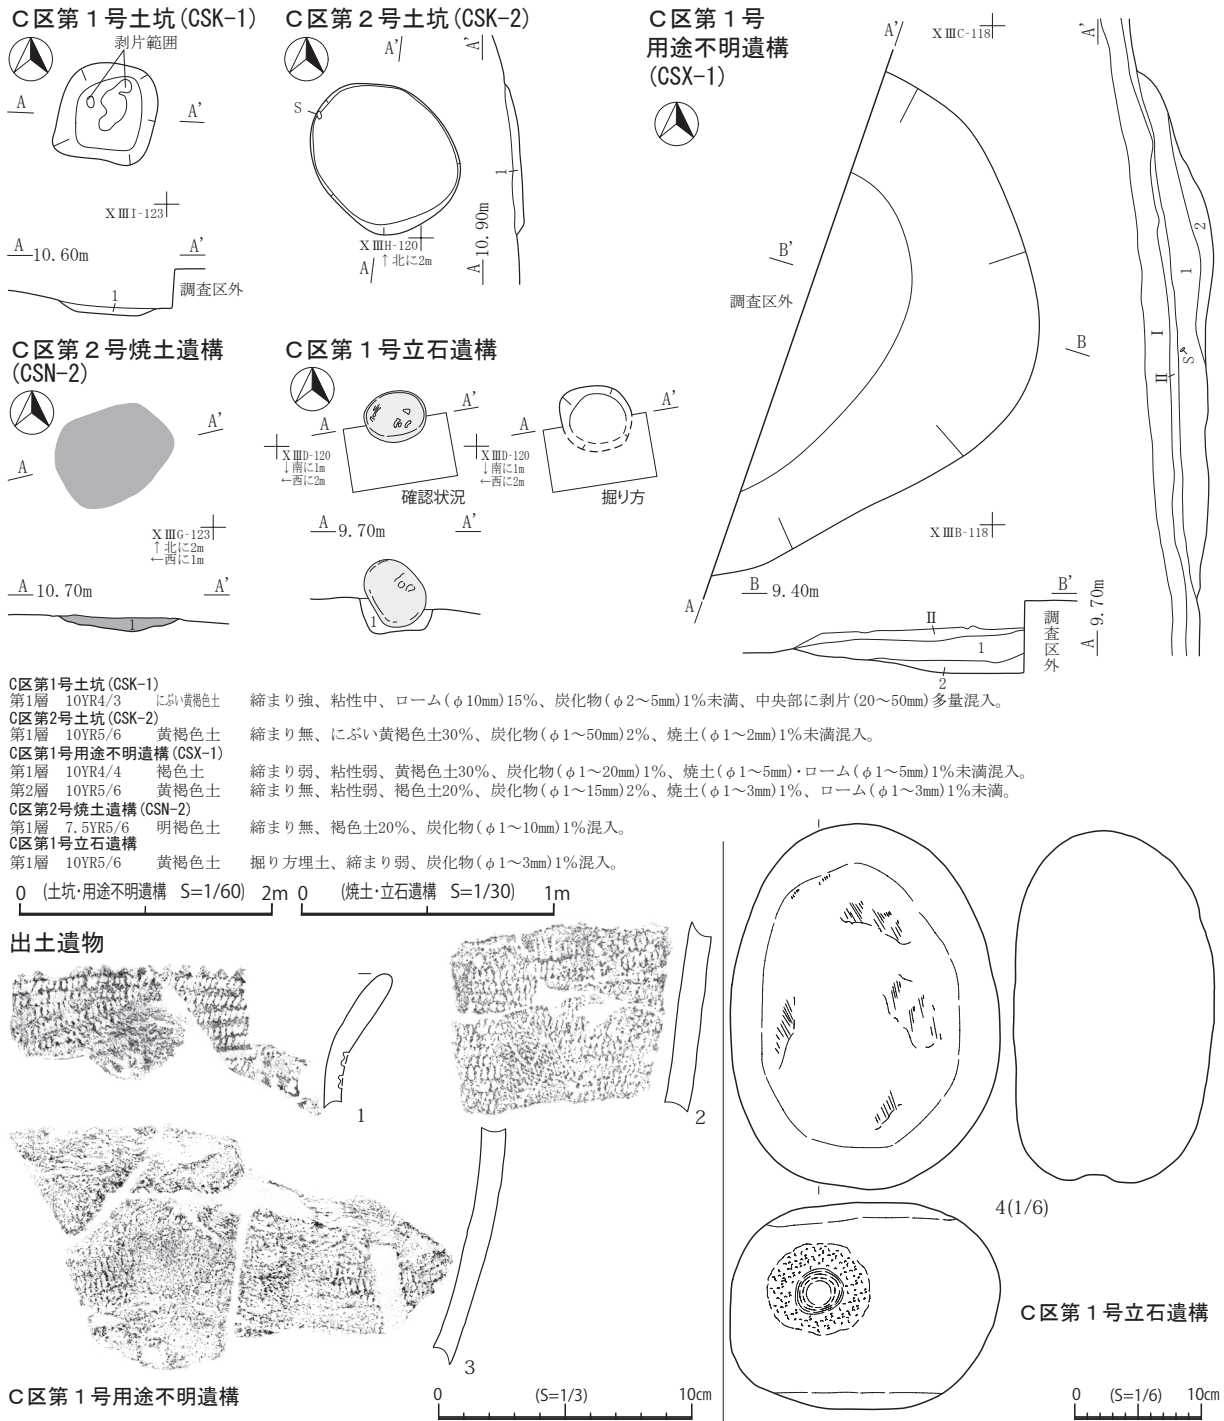 C区第1号土坑(CSK-1)
剥片範囲
A
A'
XⅢI-123
A
10.60m
A'
1
調査区外
C区第2号土坑(CSK-2)
A'
S
XⅢH-120
↑北に2m
A
A'
1
A
10.90m
C区第1号
用途不明遺構
(CSX-1)
A'
XⅢC-118
B'
調査区外
B
XⅢB-118
A
B
9.40m
B'
Ⅱ
1
2
調査区外
A'
2
1
Ⅰ
Ⅱ
S
A
9.70m
C区第2号焼土遺構
(CSN-2)
A'
A
XⅢG-123
↑北に2m
←西に1m
A
10.70m
A'
1
C区第1号立石遺構
A
A'
XⅢD-120
↓南に1m
←西に2m
確認状況
A
A'
XⅢD-120
↓南に1m
←西に2m
掘り方
A
9.70m
A'
1
C区第1号土坑(CSK-1)
第1層 10YR4/3 にぶい黄褐色土 締まり強、粘性中、ローム(φ10mm)15%、炭化物(φ2～5mm)1%未満、中央部に剥片(20～50mm)多量混入。
C区第2号土坑(CSK-2)
第1層 10YR5/6 黄褐色土 締まり無、にぶい黄褐色土30%、炭化物(φ1～50mm)2%、焼土(φ1～2mm)1%未満混入。
C区第1号用途不明遺構(CSX-1)
第1層 10YR4/4 褐色土 締まり弱、粘性弱、黄褐色土30%、炭化物(φ1～20mm)1%、焼土(φ1～5mm)・ローム(φ1～5mm)1%未満混入。
第2層 10YR5/6 黄褐色土 締まり無、粘性弱、褐色土20%、炭化物(φ1～15mm)2%、焼土(φ1～3mm)1%、ローム(φ1～3mm)1%未満。
C区第2号焼土遺構(CSN-2)
第1層 7.5YR5/6 明褐色土 締まり無、褐色土20%、炭化物(φ1～10mm)1%混入。
C区第1号立石遺構
第1層 10YR5/6 黄褐色土 掘り方埋土、締まり弱、炭化物(φ1～3mm)1%混入。
0 (土坑・用途不明遺構 S=1/60) 2m
0 (焼土・立石遺構 S=1/30) 1m
出土遺物
1
2
3
C区第1号用途不明遺構
0 (S=1/3) 10cm
4(1/6)
C区第1号立石遺構
0 (S=1/6) 10cm